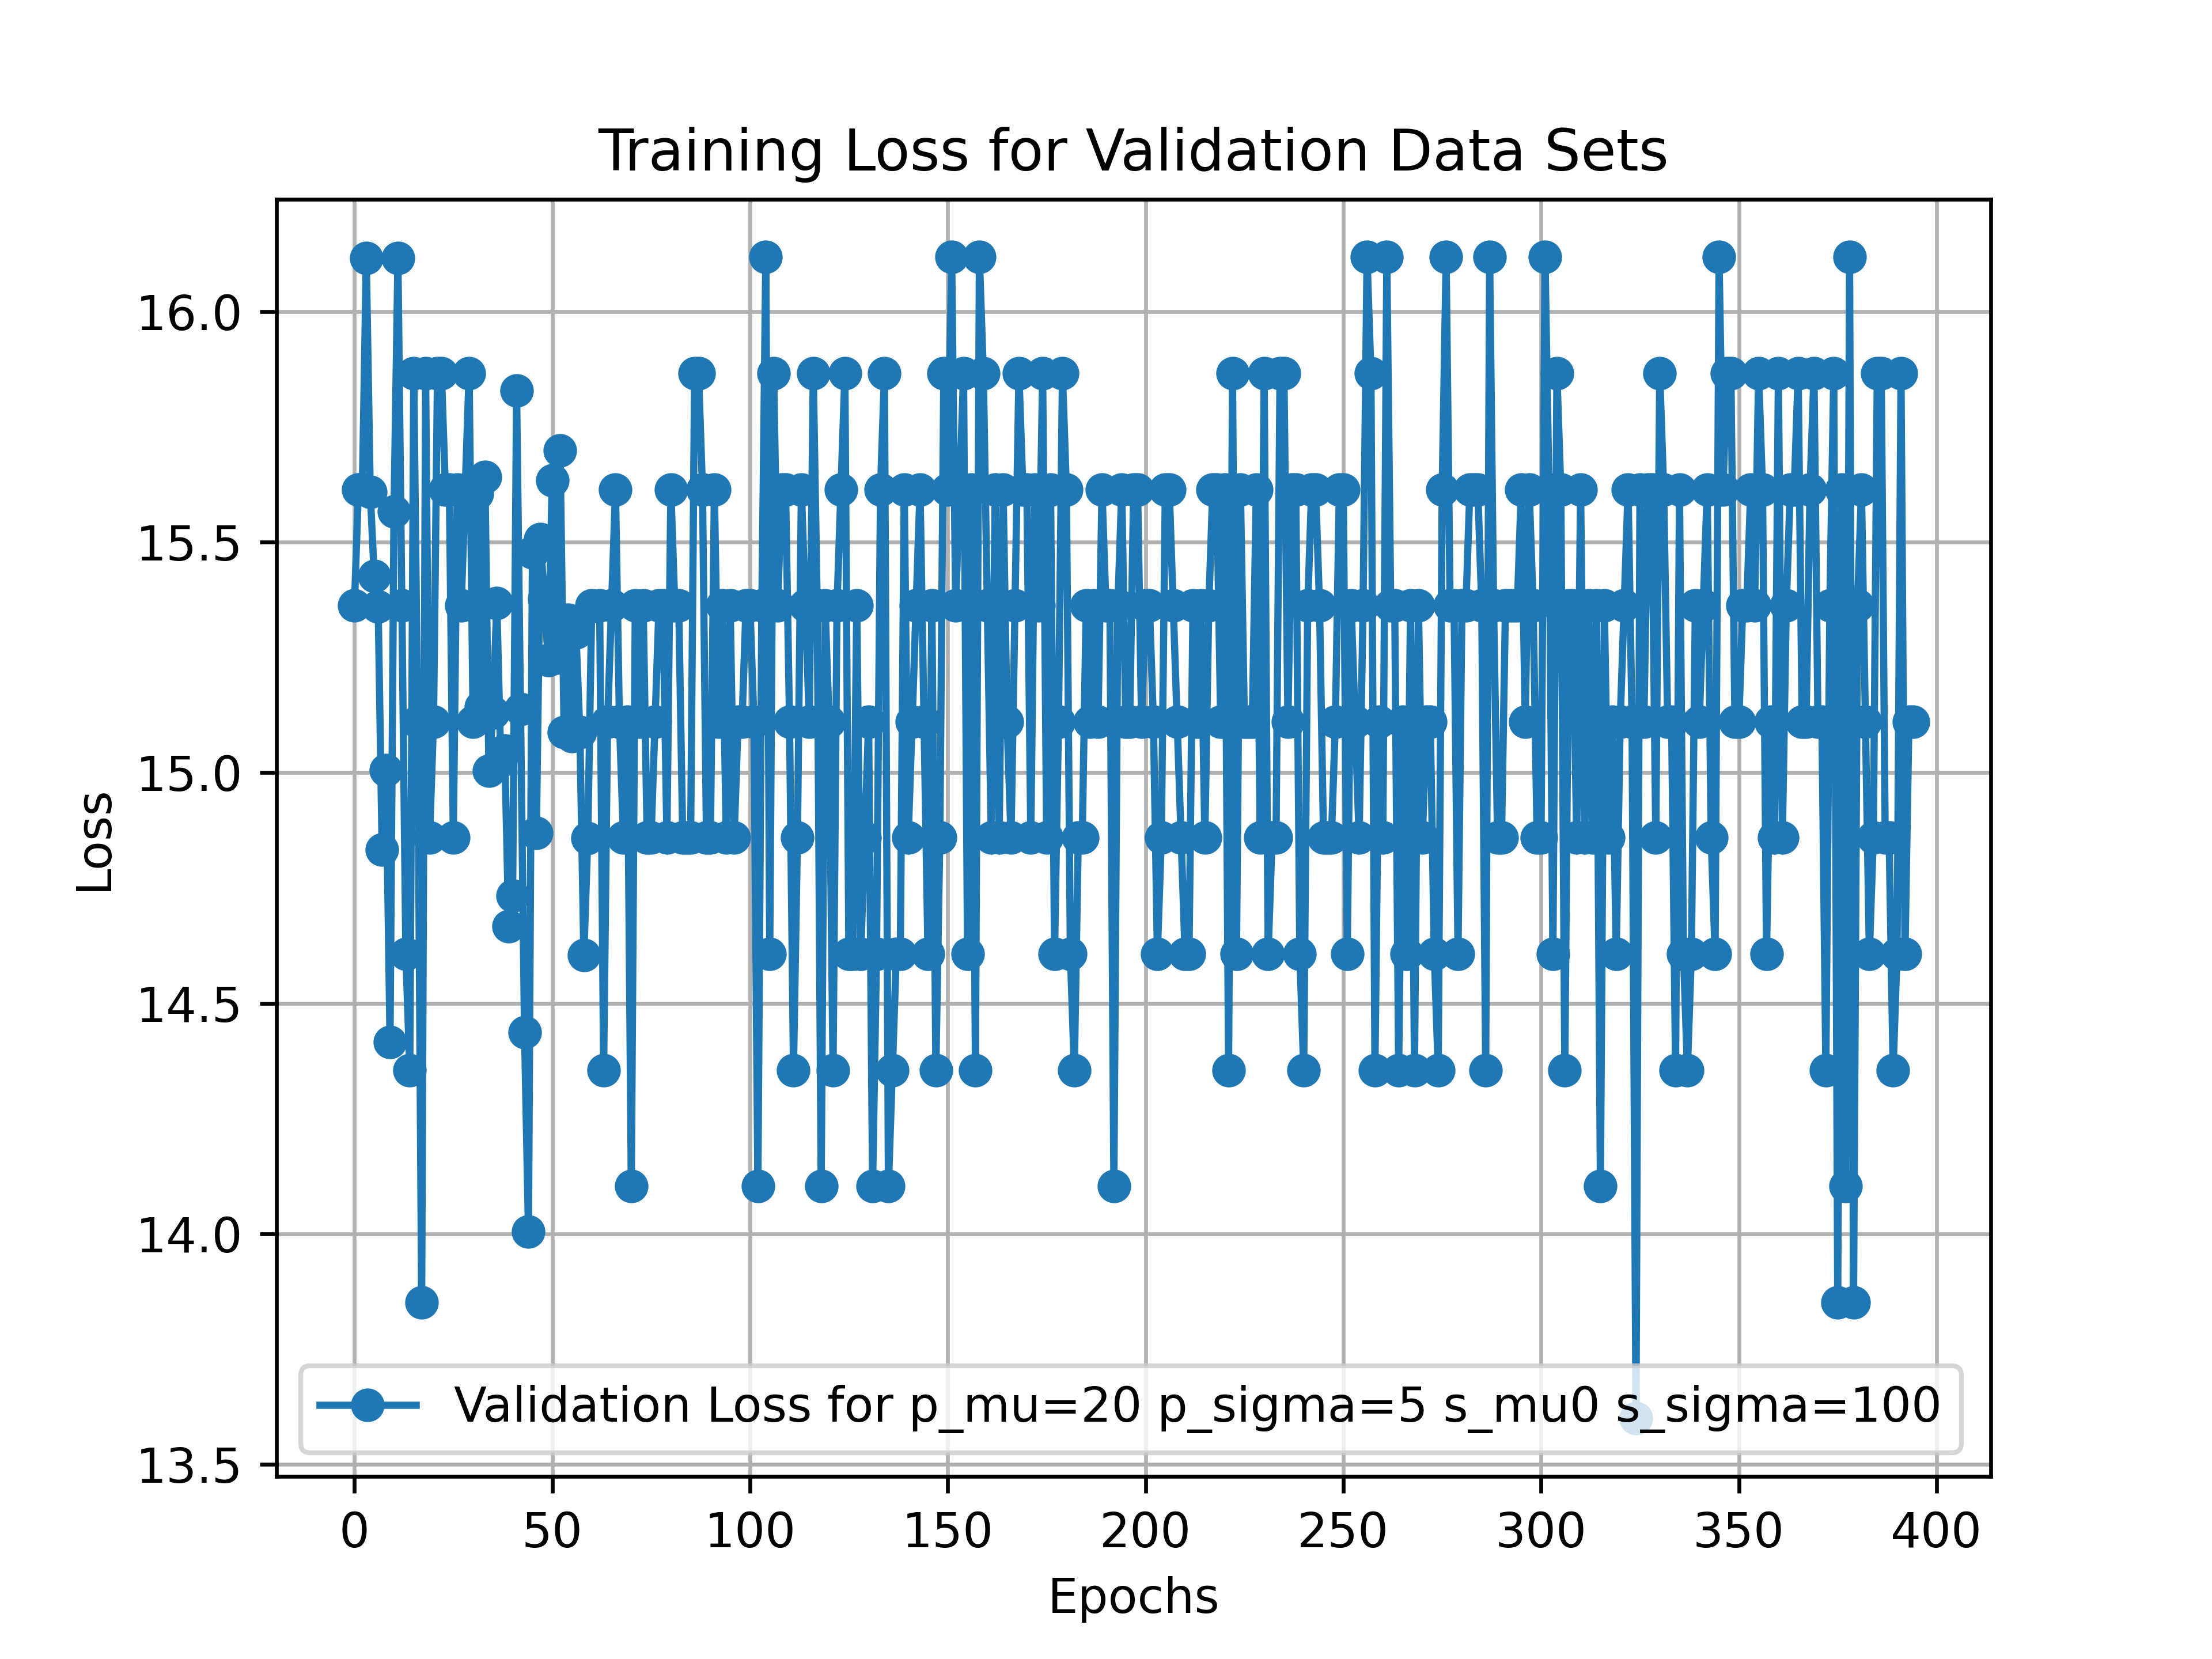 Training Loss for Validation Data Sets
16.0
15.5
15.0
14.5
14.0
13.5
Loss
Validation Loss for p_mu=20 p_sigma=5 s_mu0 s_sigma=100
0 50 100 150 200 250 300 350 400
Epochs